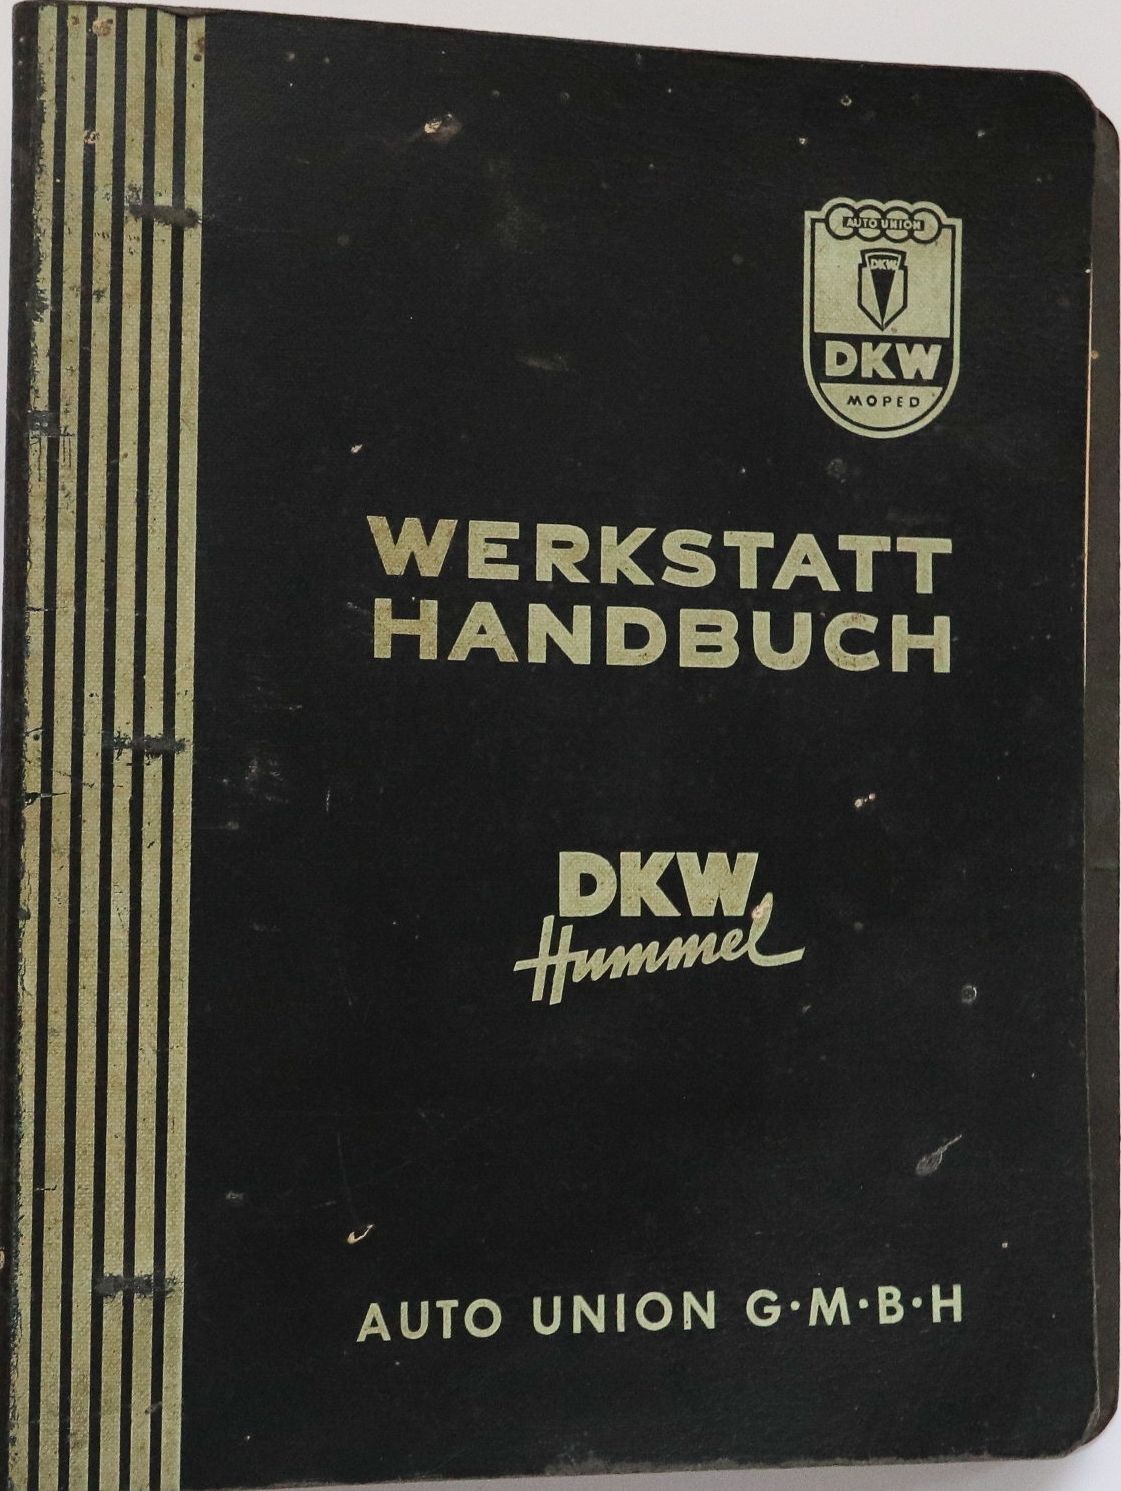 AUTO UNION
DKW
DKW
MOPED
WERKSTATT
HANDBUCH
DKW
Hummel
AUTO UNION G·M·B·H